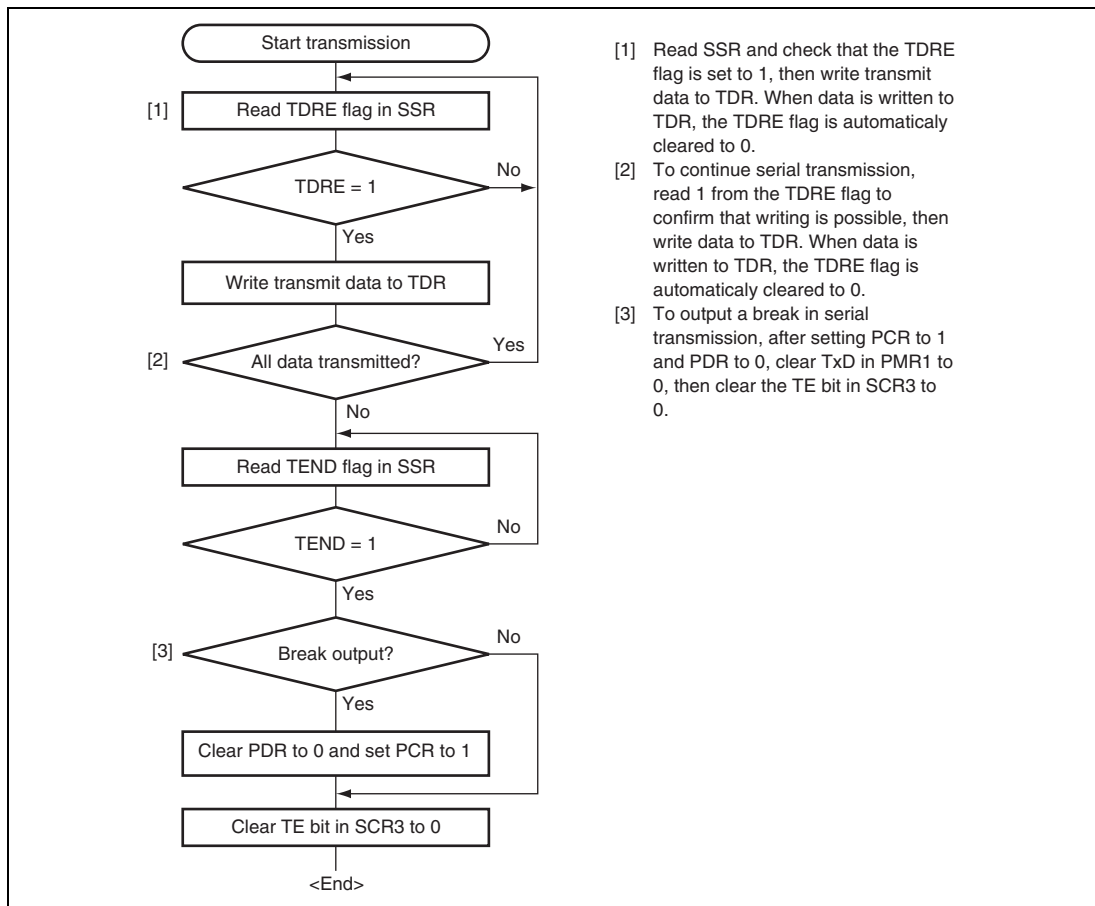 Start transmission
[1]
Read TDRE flag in SSR
No
TDRE = 1
Yes
Write transmit data to TDR
Yes
[2]
All data transmitted?
No
Read TEND flag in SSR
No
TEND = 1
Yes
No
[3]
Break output?
Yes
Clear PDR to 0 and set PCR to 1
Clear TE bit in SCR3 to 0
<End>
[1] Read SSR and check that the TDRE
flag is set to 1, then write transmit
data to TDR. When data is written to
TDR, the TDRE flag is automaticaly
cleared to 0.
[2] To continue serial transmission,
read 1 from the TDRE flag to
confirm that writing is possible, then
write data to TDR. When data is
written to TDR, the TDRE flag is
automaticaly cleared to 0.
[3] To output a break in serial
transmission, after setting PCR to 1
and PDR to 0, clear TxD in PMR1 to
0, then clear the TE bit in SCR3 to
0.